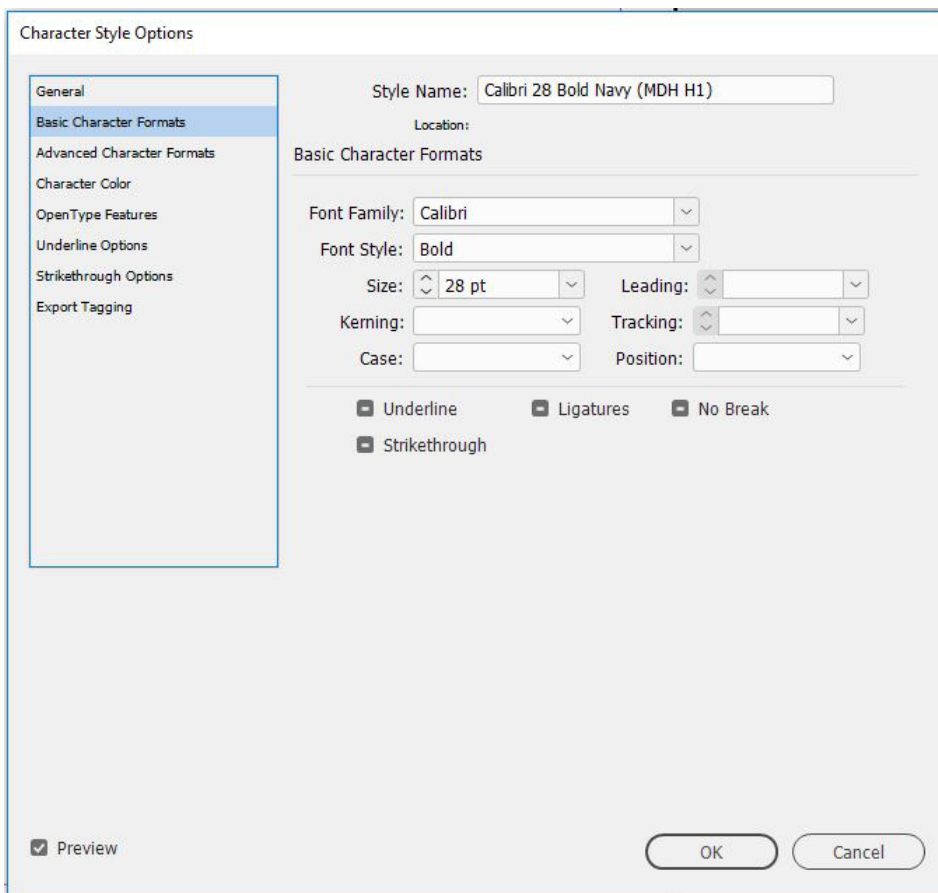 Character Style Options
General
Basic Character Formats
Advanced Character Formats
Character Color
OpenType Features
Underline Options
Strikethrough Options
Export Tagging
Style Name: Calibri 28 Bold Navy (MDH H1)
Location:
Basic Character Formats
Font Family: Calibri
Font Style: Bold
Size: 28 pt Leading:
Kerning: Tracking:
Case: Position:
Underline Ligatures No Break
Strikethrough
Preview OK Cancel